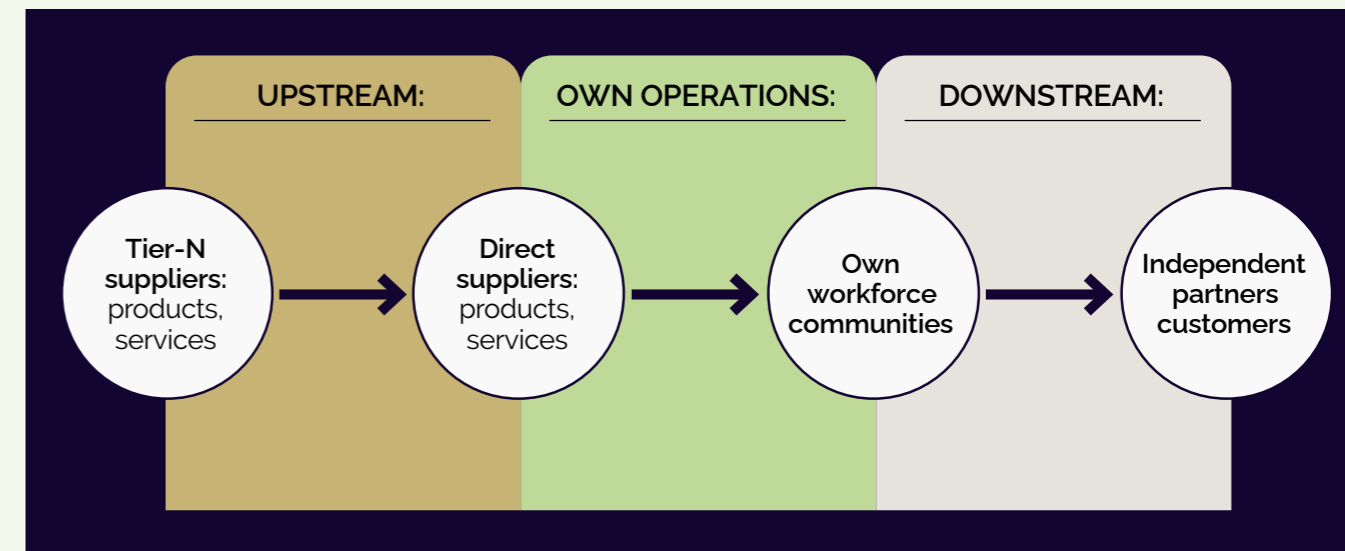 UPSTREAM:
OWN OPERATIONS:
DOWNSTREAM:
Tier-N
suppliers:
products,
services
Direct
suppliers:
products,
services
Own
workforce
communities
Independent
partners
customers